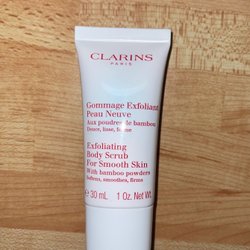 CLARINS
PARIS
Gommage Exfoliant
Peau Neuve
Aux poudres de bambou
Douce, lisse, ferme
Exfoliating
Body Scrub
For Smooth Skin
With bamboo powders
Softens, smoothes, firms
e 30 mL 1 Oz. Net Wt.